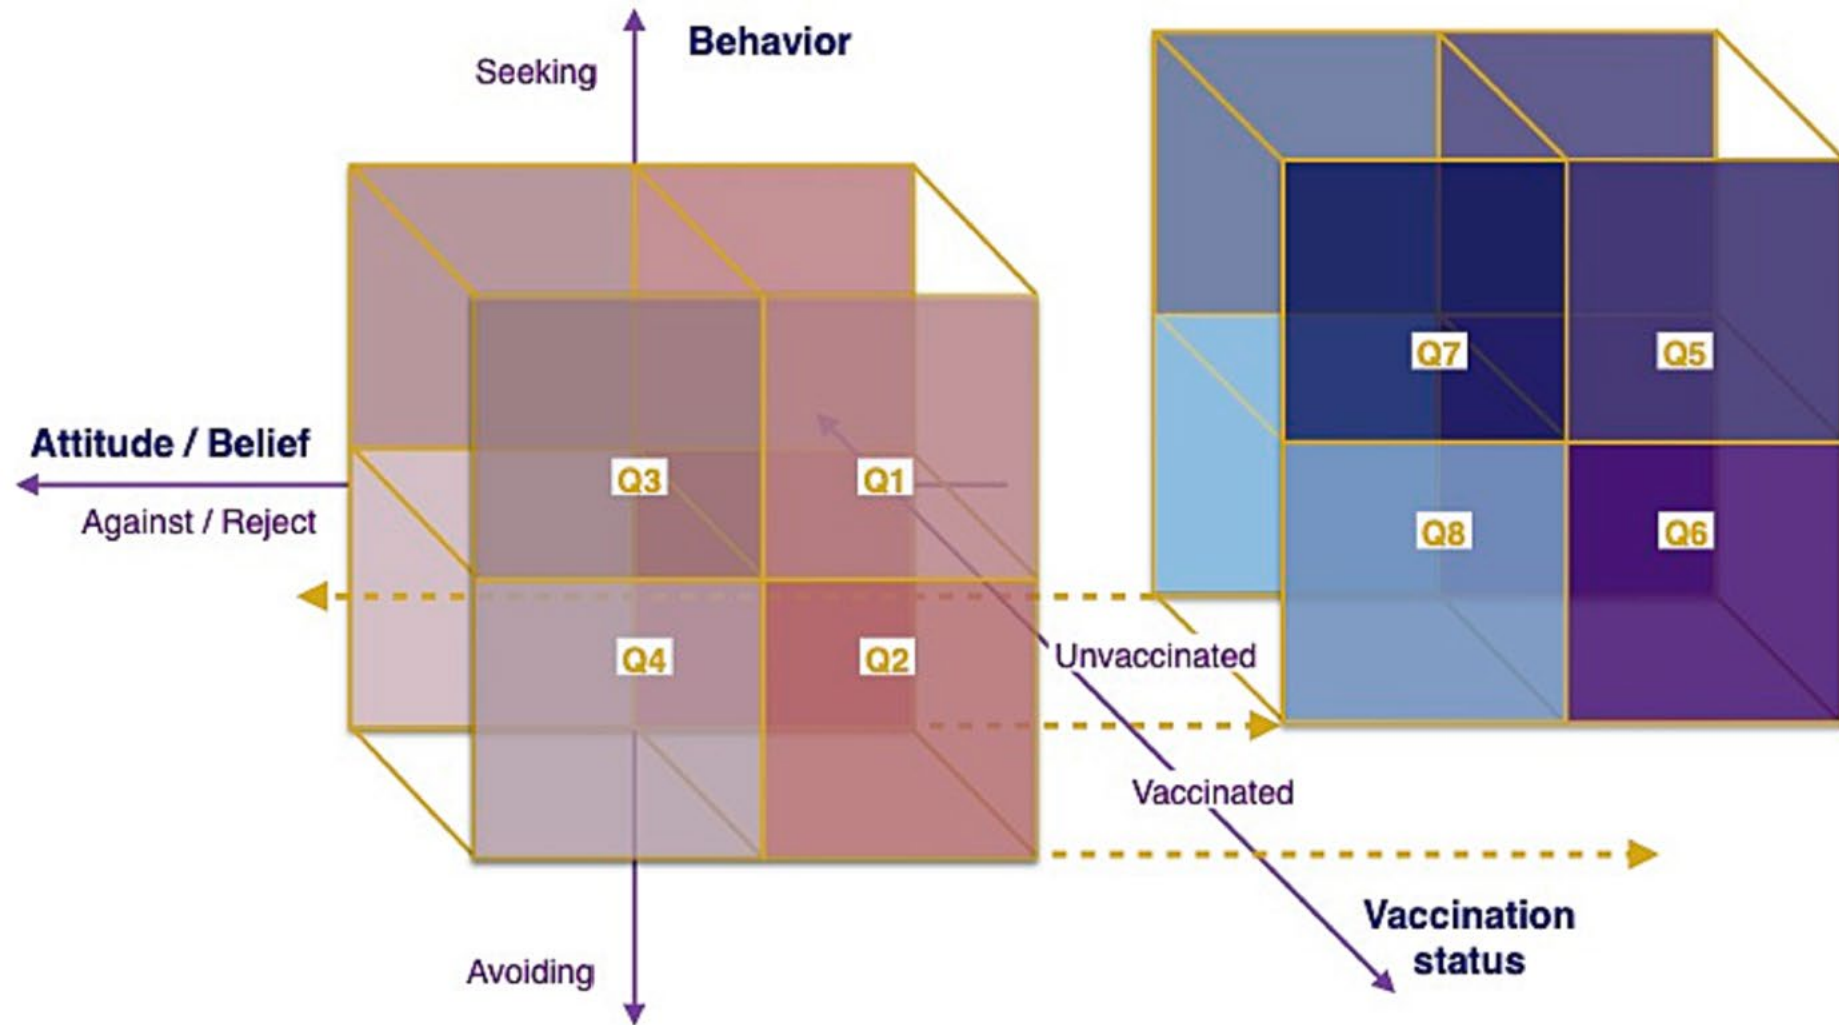 Behavior
Seeking
Q7
Q5
Attitude / Belief
Q3
Q1
Against / Reject
Q8
Q6
Q4
Q2
Unvaccinated
Vaccinated
Vaccination
status
Avoiding